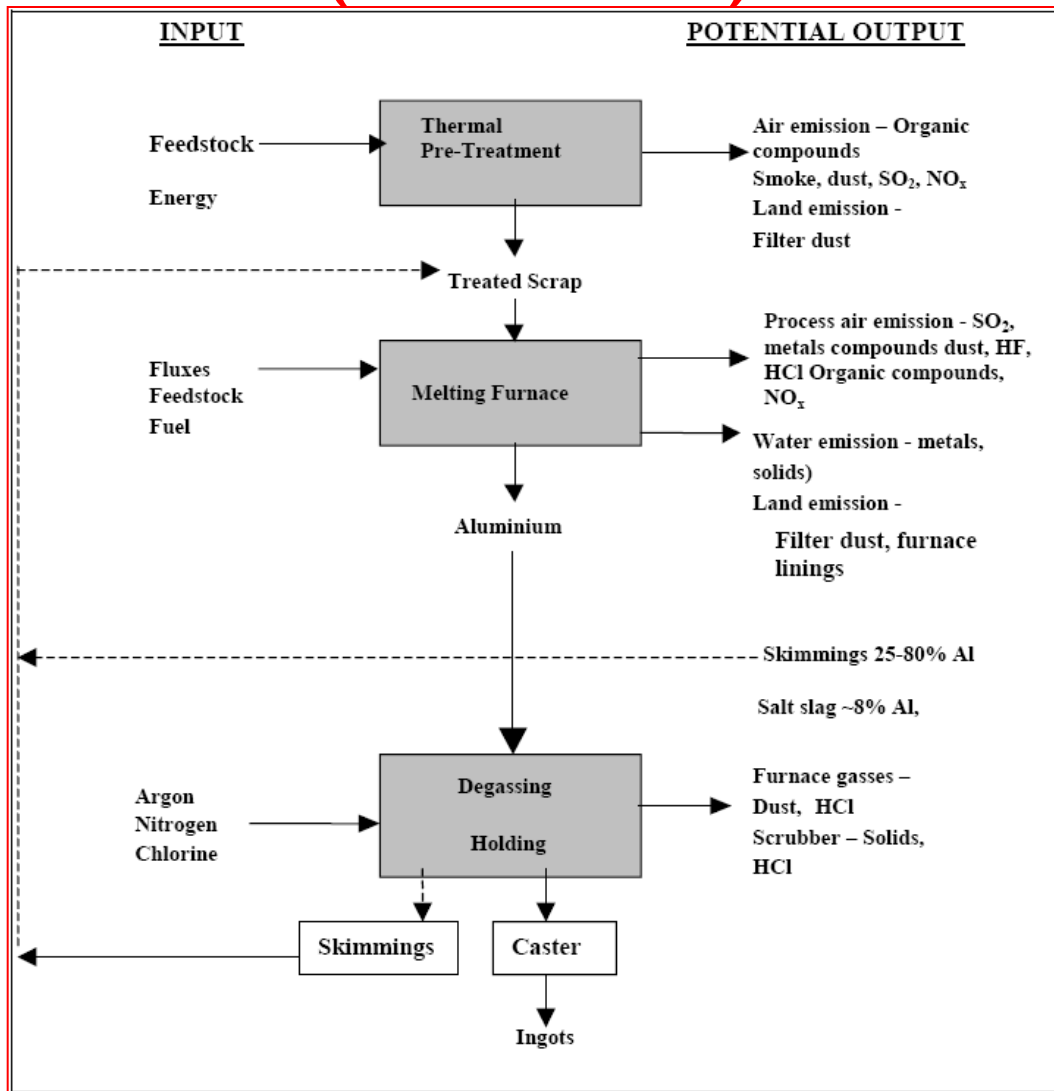 INPUT
POTENTIAL OUTPUT
Feedstock
Energy
Thermal
Pre-Treatment
Air emission – Organic
compounds
Smoke, dust, SO₂, NOₓ
Land emission -
Filter dust
Treated Scrap
Fluxes
Feedstock
Fuel
Melting Furnace
Process air emission - SO₂,
metals compounds dust, HF,
HCl Organic compounds,
NOₓ
Water emission - metals,
solids)
Land emission -
Filter dust, furnace
linings
Aluminium
Skimmings 25-80% Al
Salt slag ~8% Al,
Argon
Nitrogen
Chlorine
Degassing
Holding
Furnace gasses –
Dust, HCl
Scrubber – Solids,
HCl
Skimmings
Caster
Ingots